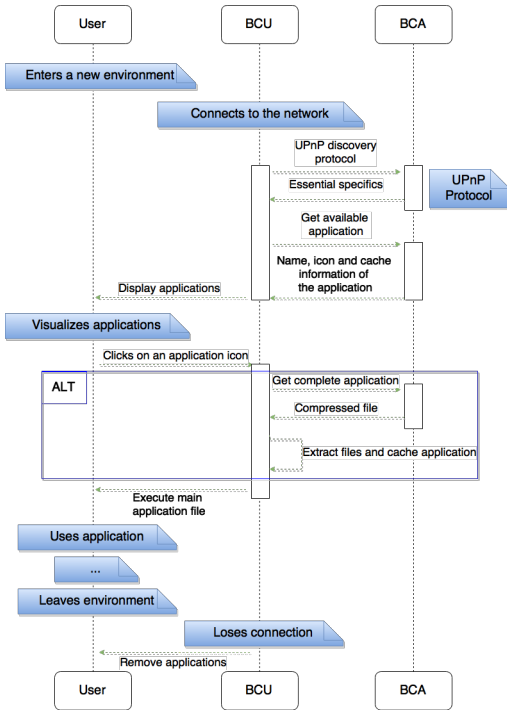 User
BCU
BCA
Enters a new environment
Connects to the network
UPnP discovery
protocol
Essential specifics
UPnP
Protocol
Get available
application
Name, icon and cache
information of
the application
Display applications
Visualizes applications
Clicks on an application icon
ALT
Get complete application
Compressed file
Extract files and cache application
Execute main
application file
Uses application
...
Leaves environment
Loses connection
Remove applications
User
BCU
BCA